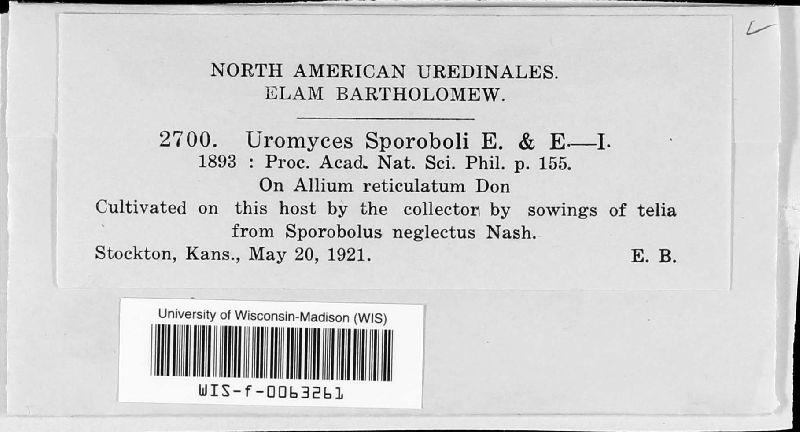 NORTH AMERICAN UREDINALES.
ELAM BARTHOLOMEW.
2700. Uromyces Sporoboli E. & E.—I.
1893 : Proc. Acad. Nat. Sci. Phil. p. 155.
On Allium reticulatum Don
Cultivated on this host by the collector by sowings of telia
from Sporobolus neglectus Nash.
Stockton, Kans., May 20, 1921. E. B.
University of Wisconsin-Madison (WIS)
WIS-f-0063261